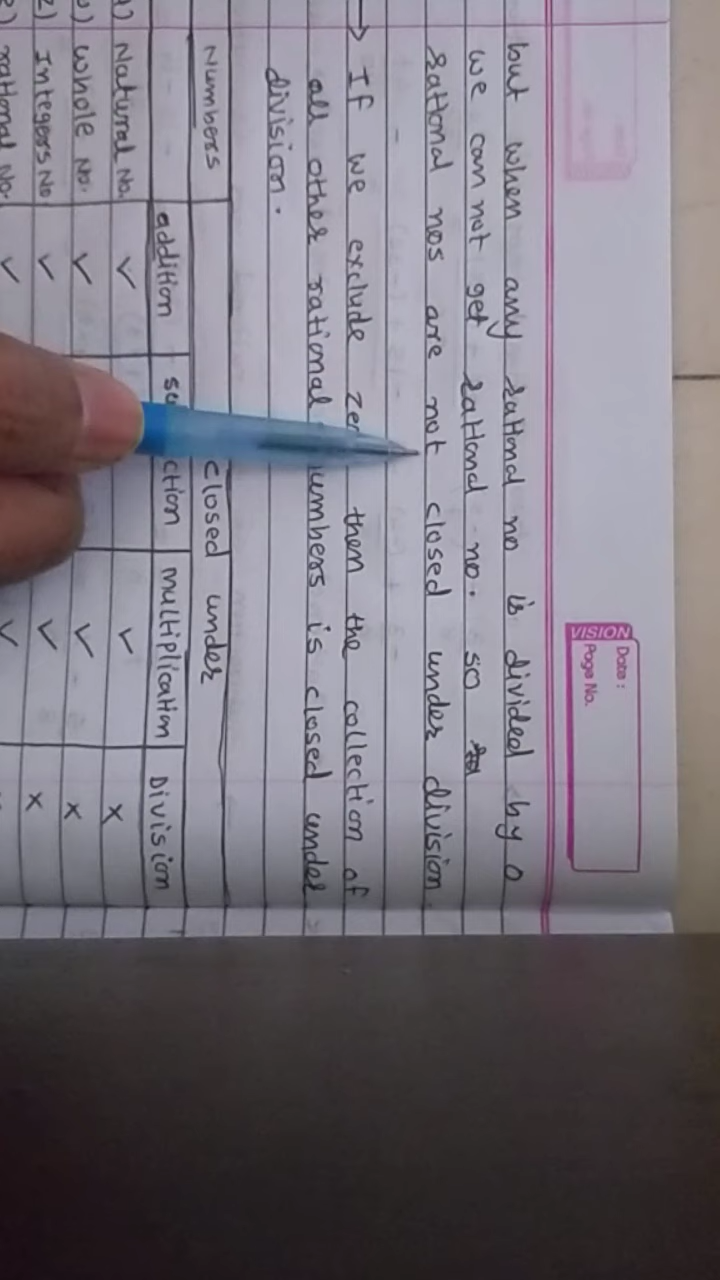 VISION
Date :
Page No.
but when any rational no is divided by 0
we can not get rational no. so
rational nos are not closed under division.
→ If we exclude then the collection of
all other rational numbers is closed under
division.
Numbers closed under
addition ction multiplication Division
1) Natural No. ✓ ✓ x
) Whole No. ✓ ✓ x
) Integers No ✓ ✓ x
) rational No. ✓ ✓